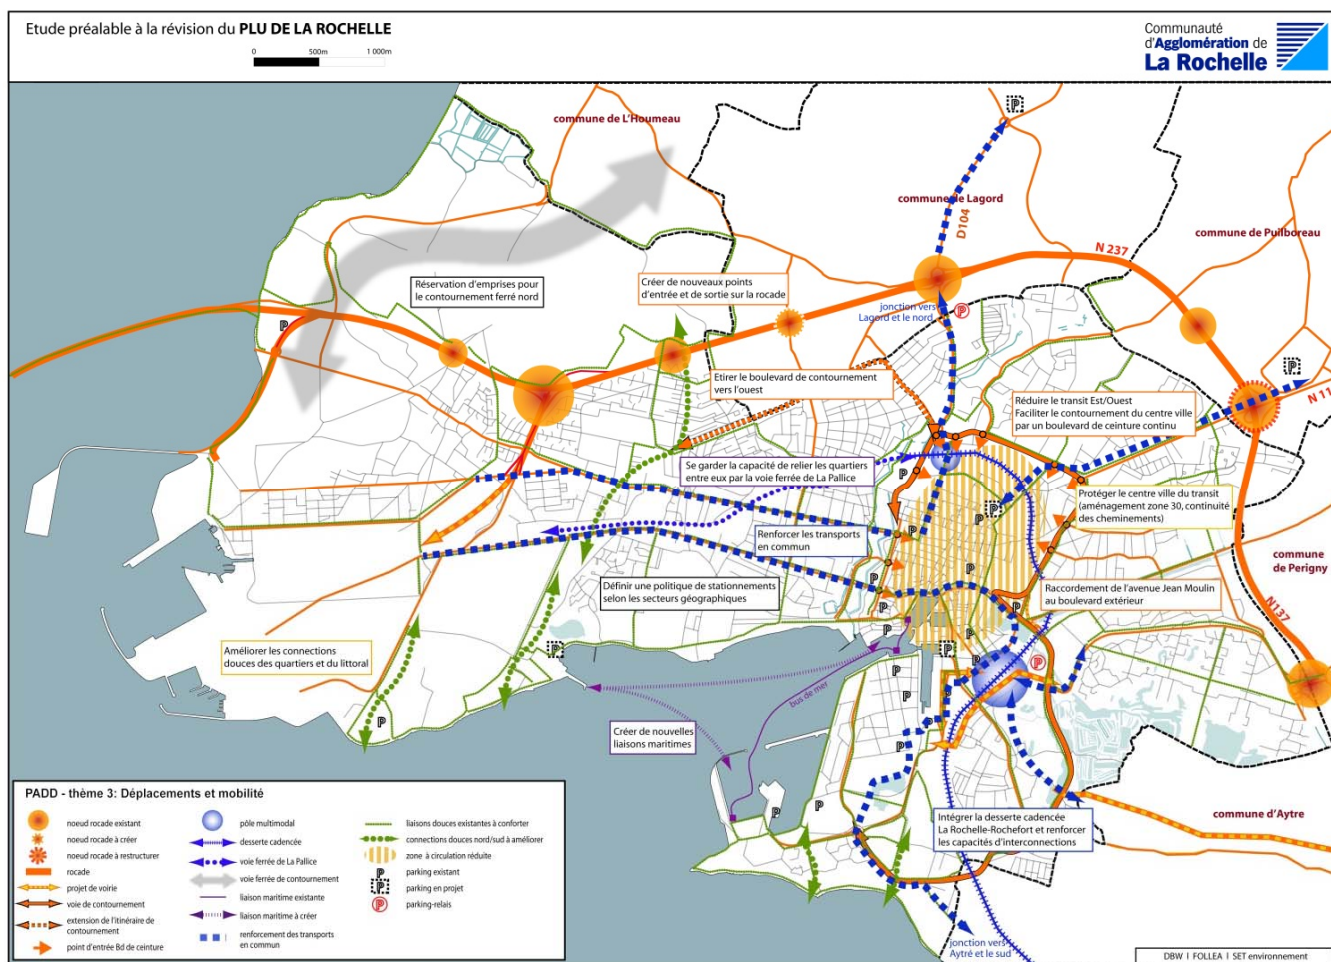 Etude préalable à la révision du PLU DE LA ROCHELLE
0 500m 1 000m
Communauté
d'Agglomération de
La Rochelle
commune de L'Houmeau
P
commune de Lagord
D104
N 237
commune de Puilboreau
Réservation d'emprises pour
le contournement ferré nord
Créer de nouveaux points
d'entrée et de sortie sur la rocade
jonction vers
Lagord et le nord
P
P
P
N 11
Etirer le boulevard de contournement
vers l'ouest
Réduire le transit Est/Ouest
Faciliter le contournement du centre ville
par un boulevard de ceinture continu
Se garder la capacité de relier les quartiers
entre eux par la voie ferrée de La Pallice
P
P
P
Protéger le centre ville du transit
(aménagement zone 30, continuité
des cheminements)
Renforcer les transports
en commun
P
commune
de Perigny
Définir une politique de stationnements
selon les secteurs géographiques
P
P
P
P
Raccordement de l'avenue Jean Moulin
au boulevard extérieur
N137
P
P
Améliorer les connections
douces des quartiers et du littoral
P
P
P
P
P
P
bus de mer
P
P
Créer de nouvelles
liaisons maritimes
P
P
P
Intégrer la desserte cadencée
La Rochelle-Rochefort et renforcer
les capacités d'interconnections
commune d'Aytre
jonction vers
Aytré et le sud
PADD - thème 3: Déplacements et mobilité
noeud rocade existant
noeud rocade à créer
noeud rocade à restructurer
rocade
projet de voirie
voie de contournement
extension de l'itinéraire de
contournement
point d'entrée Bd de ceinture
pôle multimodal
desserte cadencée
voie ferrée de La Pallice
voie ferrée de contournement
liaison maritime existante
liaison maritime à créer
renforcement des transports
en commun
liaisons douces existantes à conforter
connections douces nord/sud à améliorer
zone à circulation réduite
P parking existant
P parking en projet
P parking-relais
DBW I FOLLEA I SET environnement